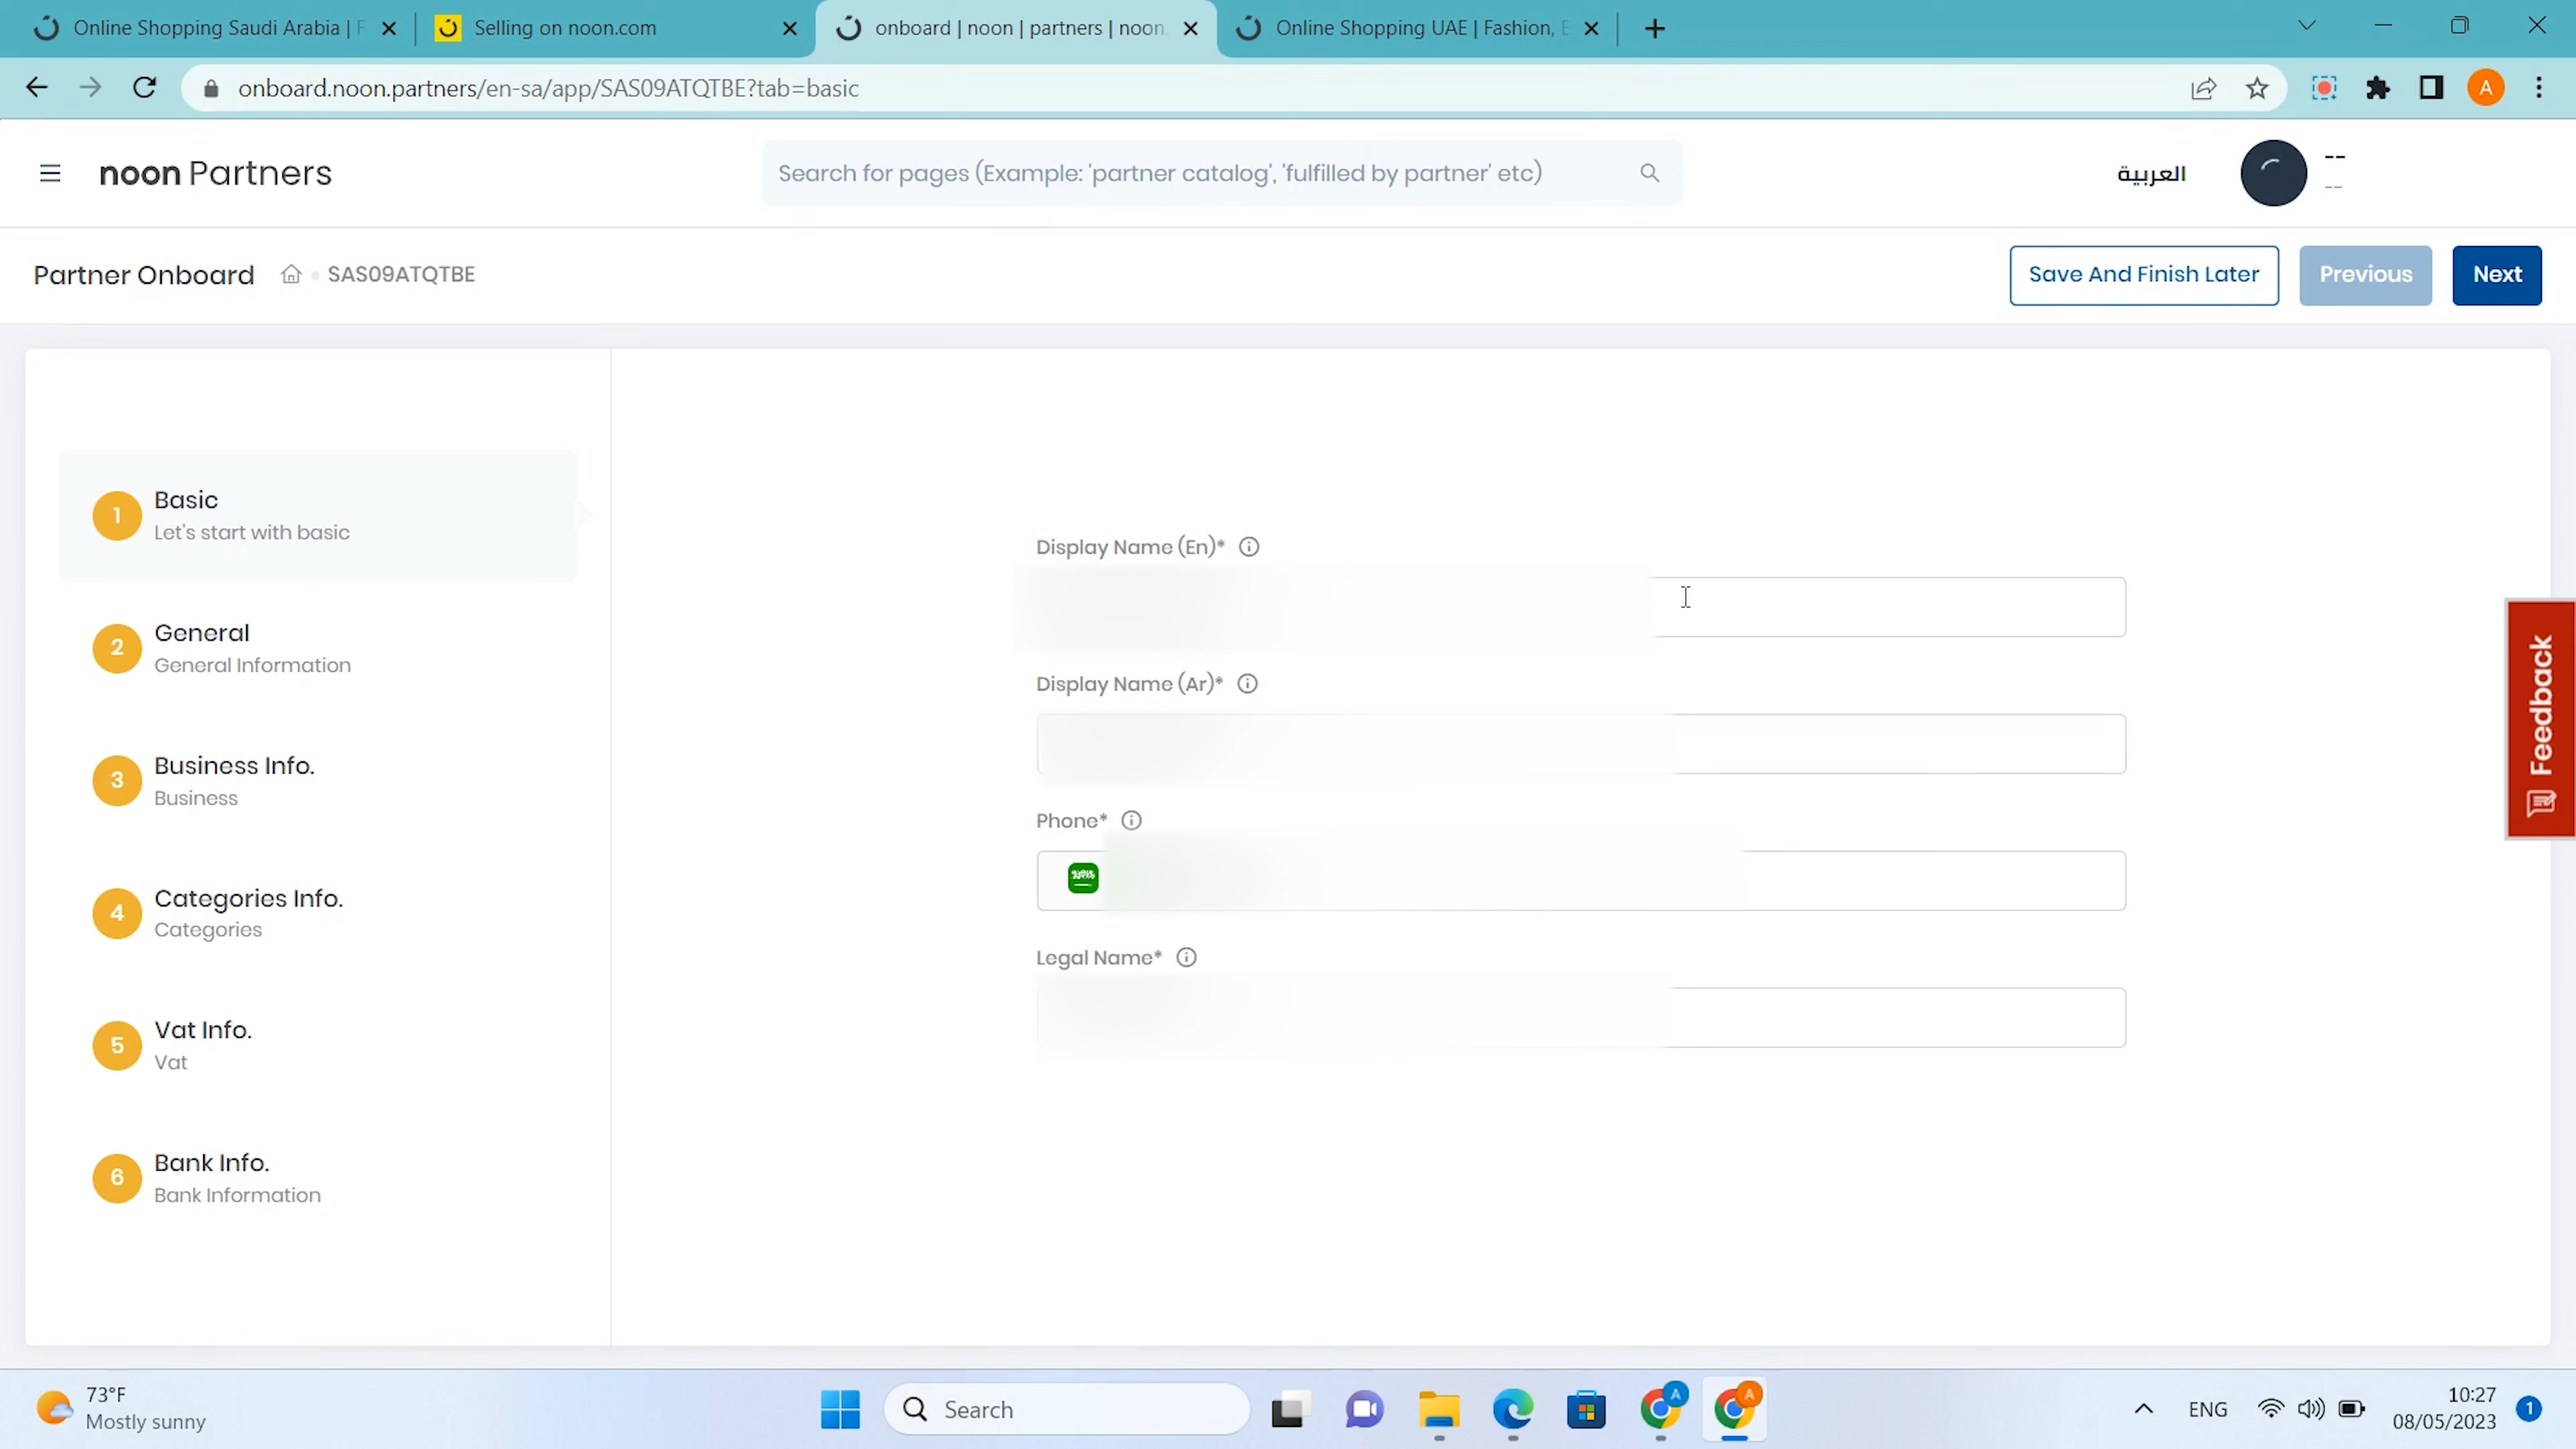 Online Shopping Saudi Arabia | F
Selling on noon.com
onboard | noon | partners | noon.
Online Shopping UAE | Fashion, E
onboard.noon.partners/en-sa/app/SAS09ATQTBE?tab=basic
A
noon Partners
Search for pages (Example: 'partner catalog', 'fulfilled by partner' etc)
العربية
--
--
Partner Onboard
SAS09ATQTBE
Save And Finish Later
Previous
Next
1
Basic
Let's start with basic
2
General
General Information
3
Business Info.
Business
4
Categories Info.
Categories
5
Vat Info.
Vat
6
Bank Info.
Bank Information
Display Name (En)*
Display Name (Ar)*
Phone*
Legal Name*
Feedback
73°F
Mostly sunny
Search
A
A
ENG
10:27
08/05/2023
1